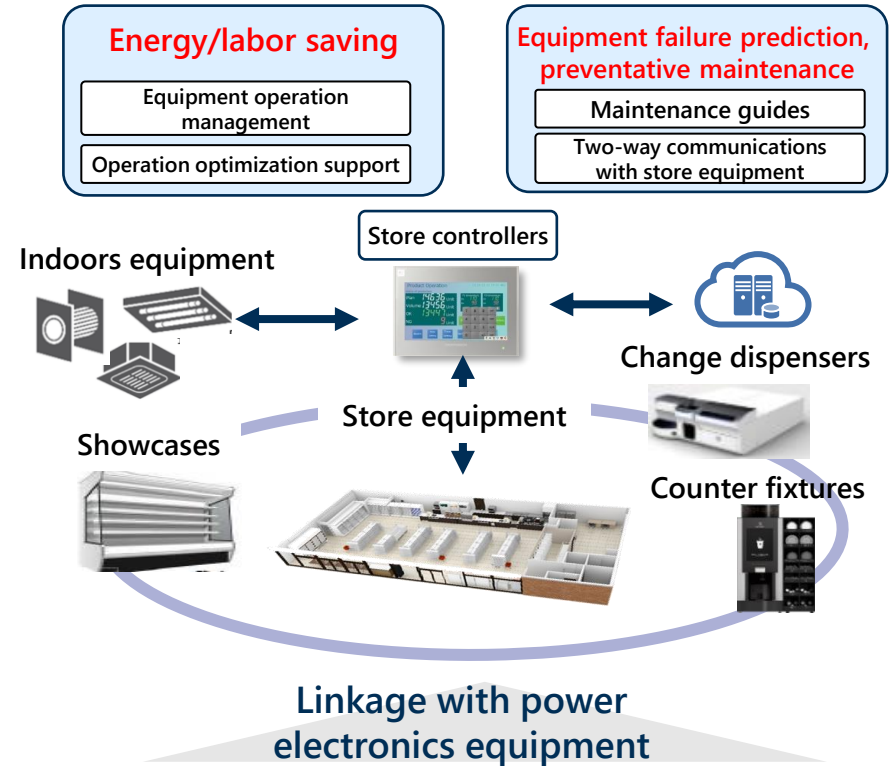 Energy/labor saving
Equipment operation
management
Operation optimization support
Equipment failure prediction,
preventative maintenance
Maintenance guides
Two-way communications
with store equipment
Store controllers
Indoors equipment
Change dispensers
Store equipment
Showcases
Counter fixtures
Linkage with power
electronics equipment